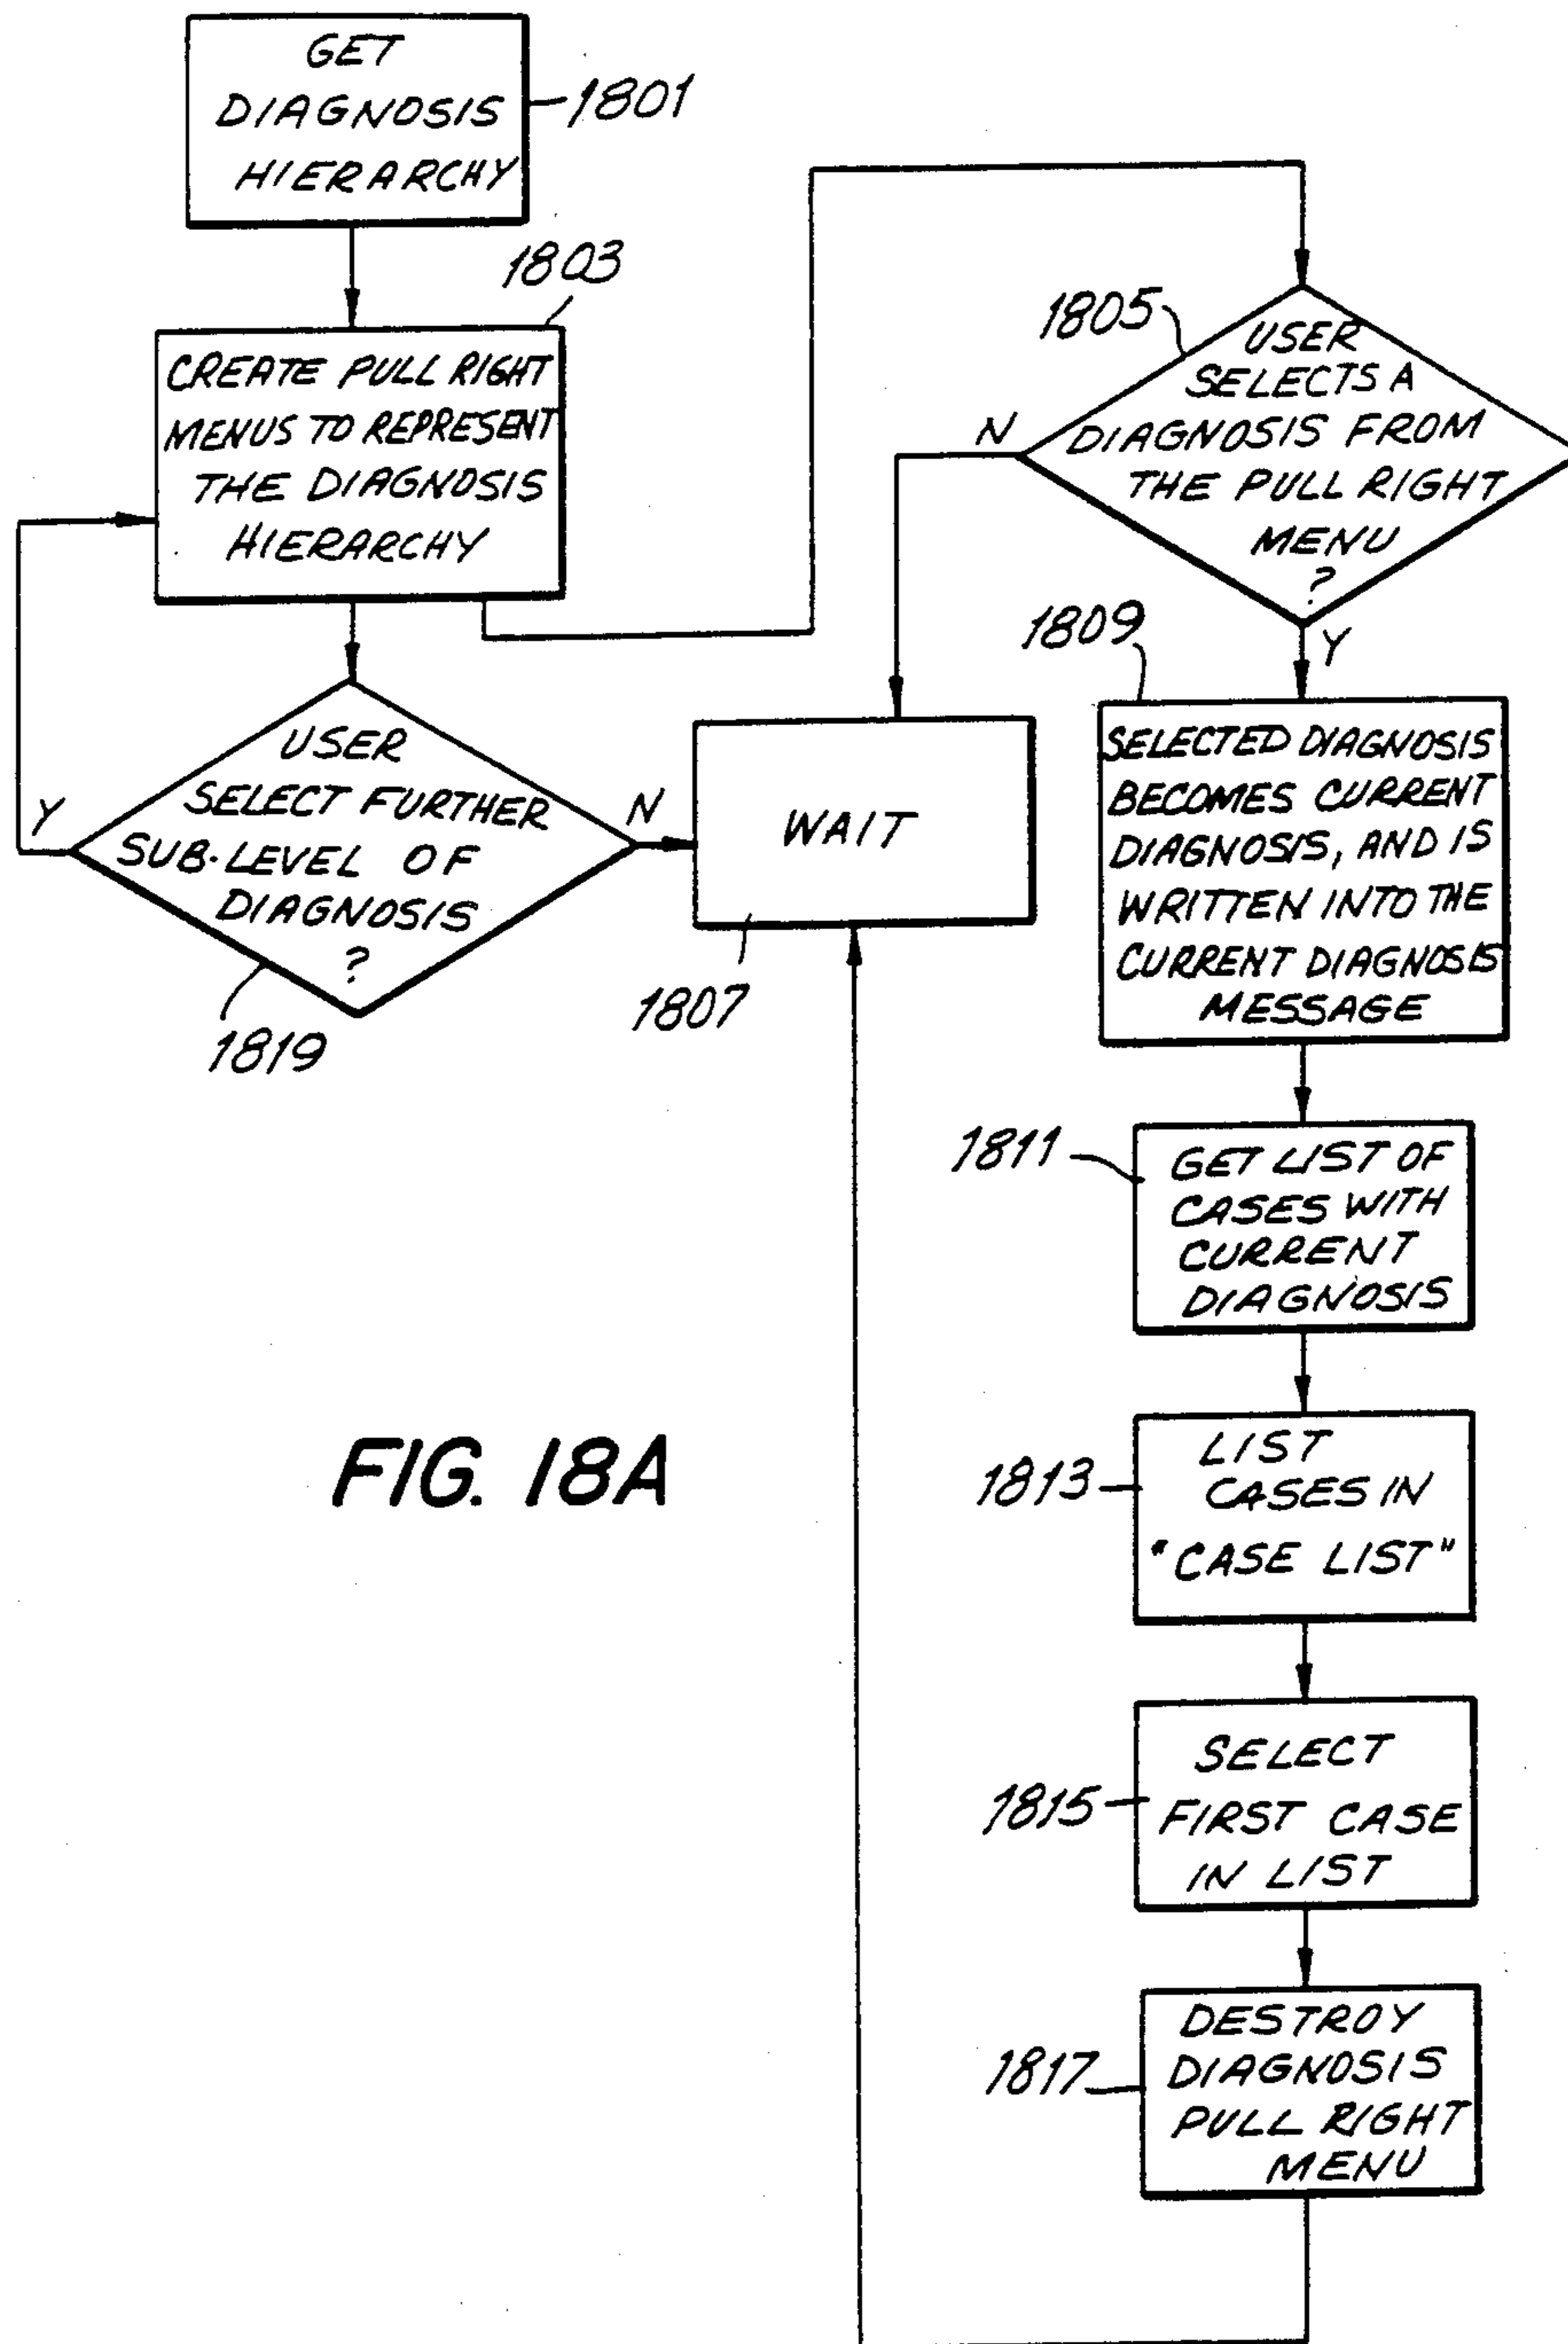 GET
DIAGNOSIS
HIERARCHY
1801
1803
CREATE PULL RIGHT
MENUS TO REPRESENT
THE DIAGNOSIS
HIERARCHY
USER
SELECT FURTHER
SUB-LEVEL OF
DIAGNOSIS
?
Y
N
1819
WAIT
1807
1805
USER
SELECTS A
DIAGNOSIS FROM
THE PULL RIGHT
MENU
?
N
Y
1809
SELECTED DIAGNOSIS
BECOMES CURRENT
DIAGNOSIS, AND IS
WRITTEN INTO THE
CURRENT DIAGNOSIS
MESSAGE
1811
GET LIST OF
CASES WITH
CURRENT
DIAGNOSIS
1813
LIST
CASES IN
"CASE LIST"
1815
SELECT
FIRST CASE
IN LIST
1817
DESTROY
DIAGNOSIS
PULL RIGHT
MENU
FIG. 18A